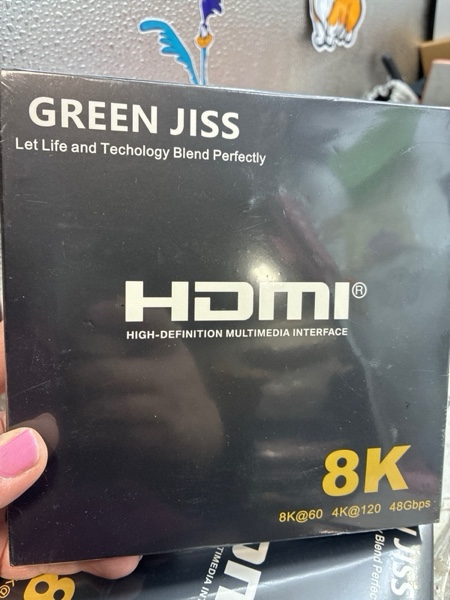 GREEN JISS
Let Life and Techology Blend Perfectly
HDMI®
HIGH-DEFINITION MULTIMEDIA INTERFACE
8K
8K@60 4K@120 48Gbps